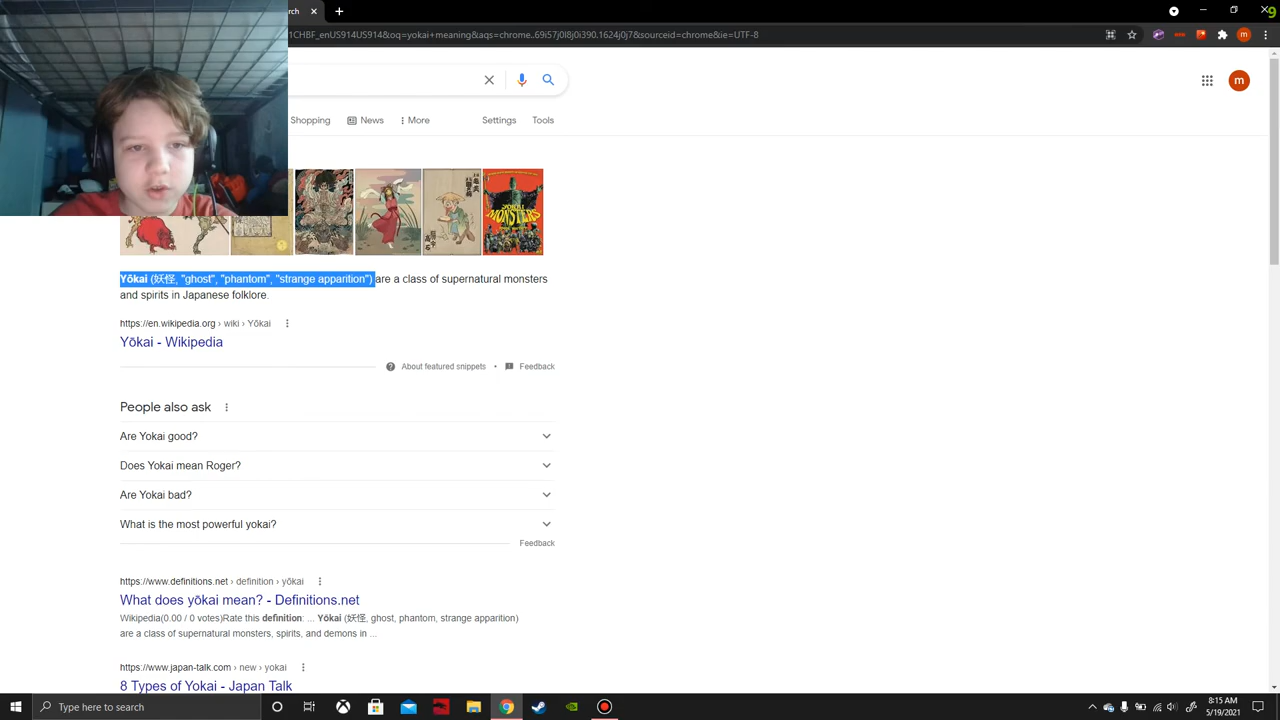 rch
1CHBF_enUS914US914&oq=yokai+meaning&aqs=chrome..69i57j0l8j0i390.1624j0j7&sourceid=chrome&ie=UTF-8
Shopping News More Settings Tools
m
YOKAI MONSTERS
Yōkai (妖怪, "ghost", "phantom", "strange apparition") are a class of supernatural monsters
and spirits in Japanese folklore.
https://en.wikipedia.org › wiki › Yōkai
Yōkai - Wikipedia
About featured snippets • Feedback
People also ask
Are Yokai good?
Does Yokai mean Roger?
Are Yokai bad?
What is the most powerful yokai?
Feedback
https://www.definitions.net › definition › yōkai
What does yōkai mean? - Definitions.net
Wikipedia(0.00 / 0 votes)Rate this definition: ... Yōkai (妖怪, ghost, phantom, strange apparition)
are a class of supernatural monsters, spirits, and demons in ...
https://www.japan-talk.com › new › yokai
8 Types of Yokai - Japan Talk
Type here to search
8:15 AM
5/19/2021